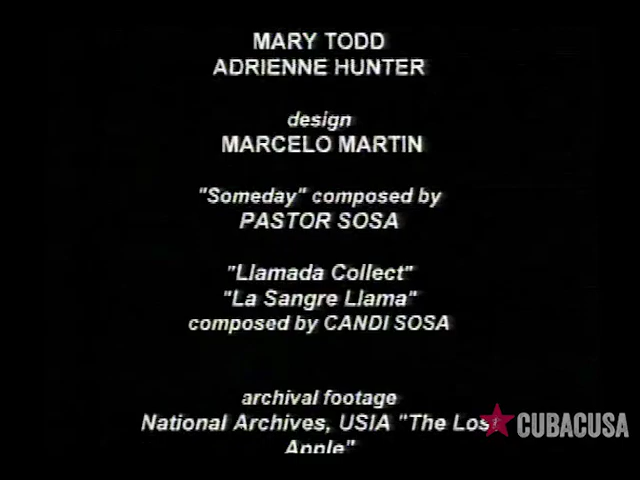 MARY TODD
ADRIENNE HUNTER
design
MARCELO MARTIN
"Someday" composed by
PASTOR SOSA
"Llamada Collect"
"La Sangre Llama"
composed by CANDI SOSA
archival footage
National Archives, USIA "The Lost
Apple"
CUBACUSA